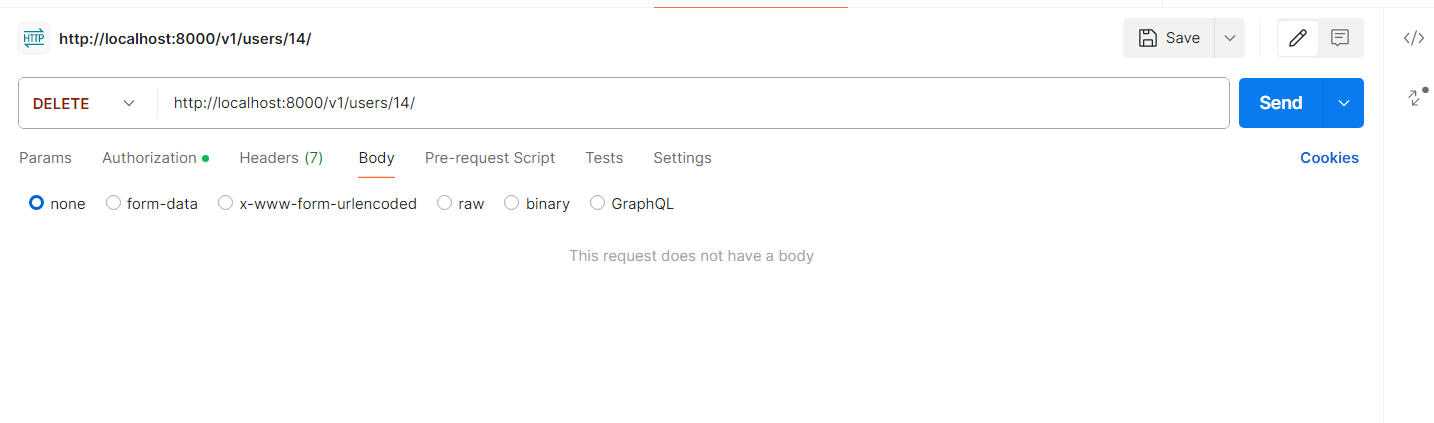 HTTP http://localhost:8000/v1/users/14/ Save
DELETE http://localhost:8000/v1/users/14/ Send
Params Authorization Headers (7) Body Pre-request Script Tests Settings Cookies
none form-data x-www-form-urlencoded raw binary GraphQL
This request does not have a body